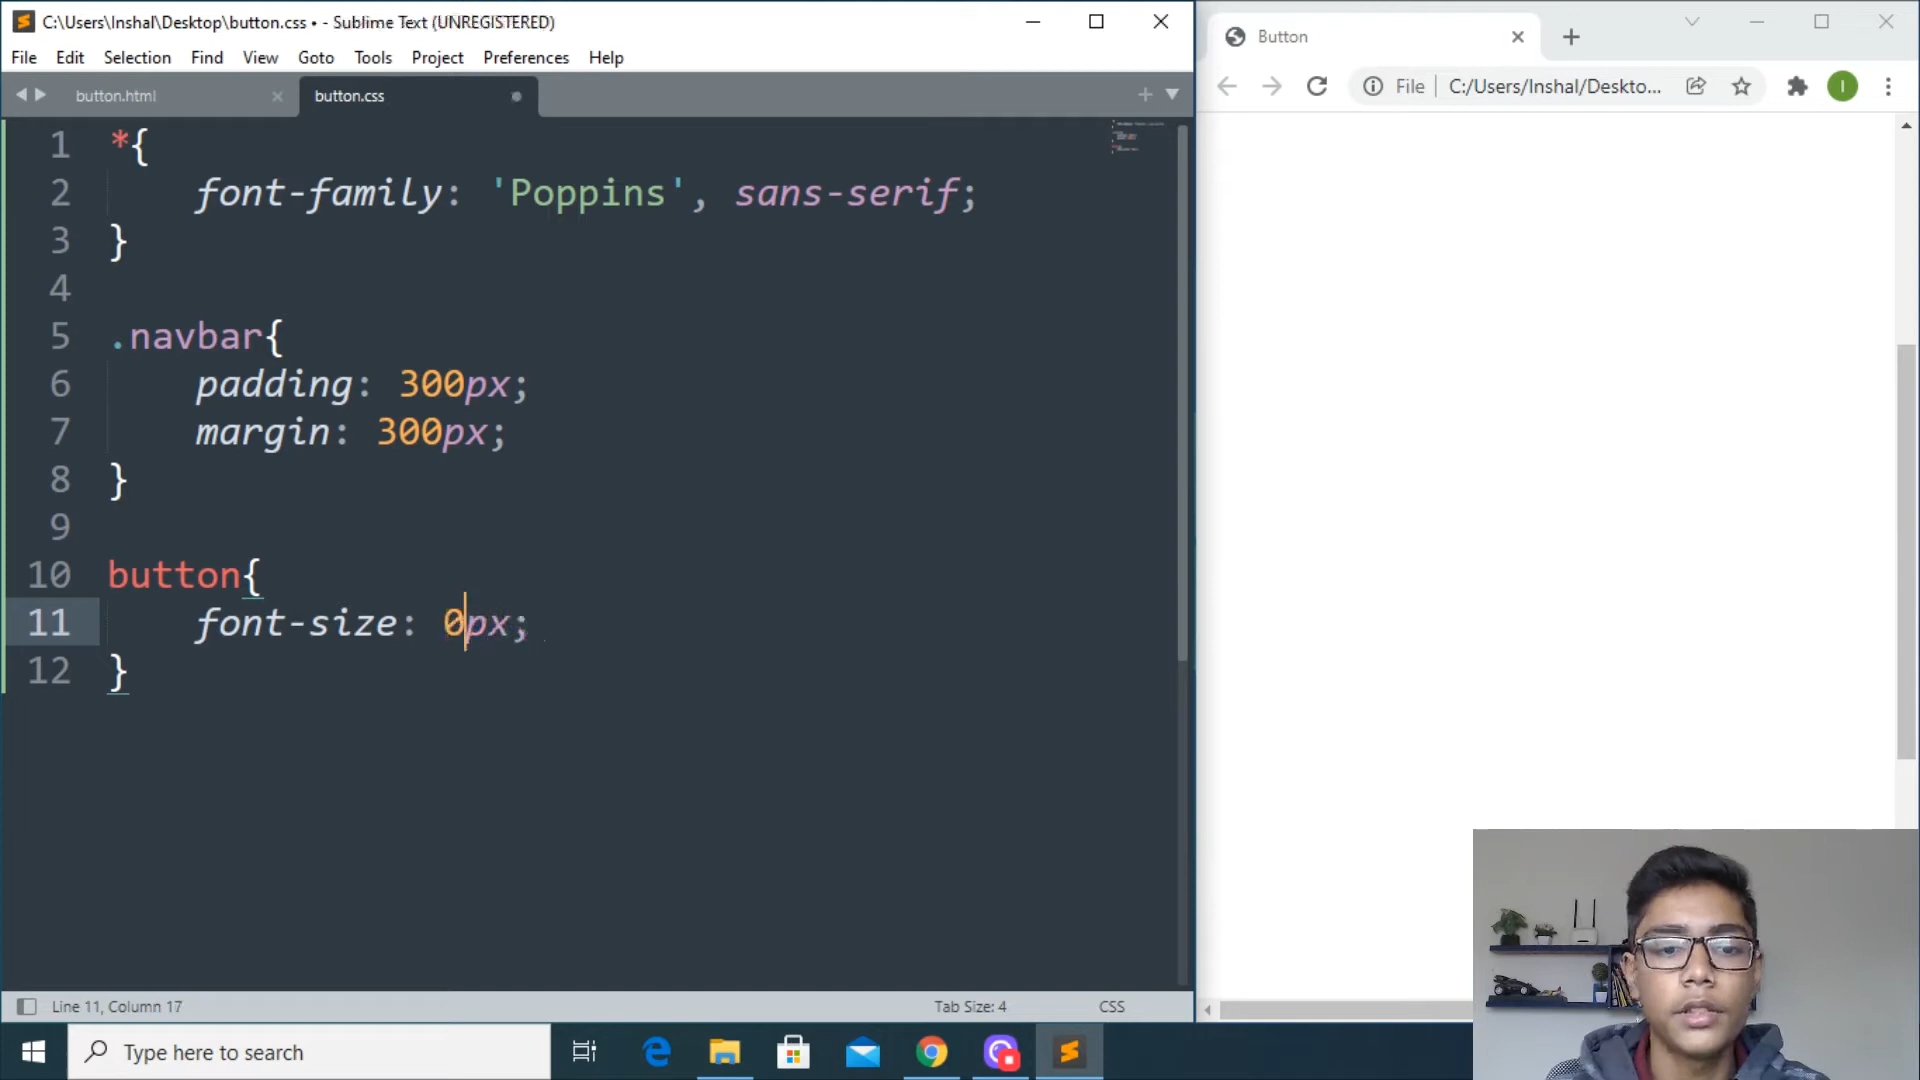 C:\Users\Inshal\Desktop\button.css • - Sublime Text (UNREGISTERED)
File Edit Selection Find View Goto Tools Project Preferences Help
button.html
button.css
1 *{
2 font-family: 'Poppins', sans-serif;
3 }
4
5 .navbar{
6 padding: 300px;
7 margin: 300px;
8 }
9
10 button{
11 font-size: 0px;
12 }
Line 11, Column 17
Tab Size: 4
CSS
Button
File | C:/Users/Inshal/Deskto...
I
Type here to search